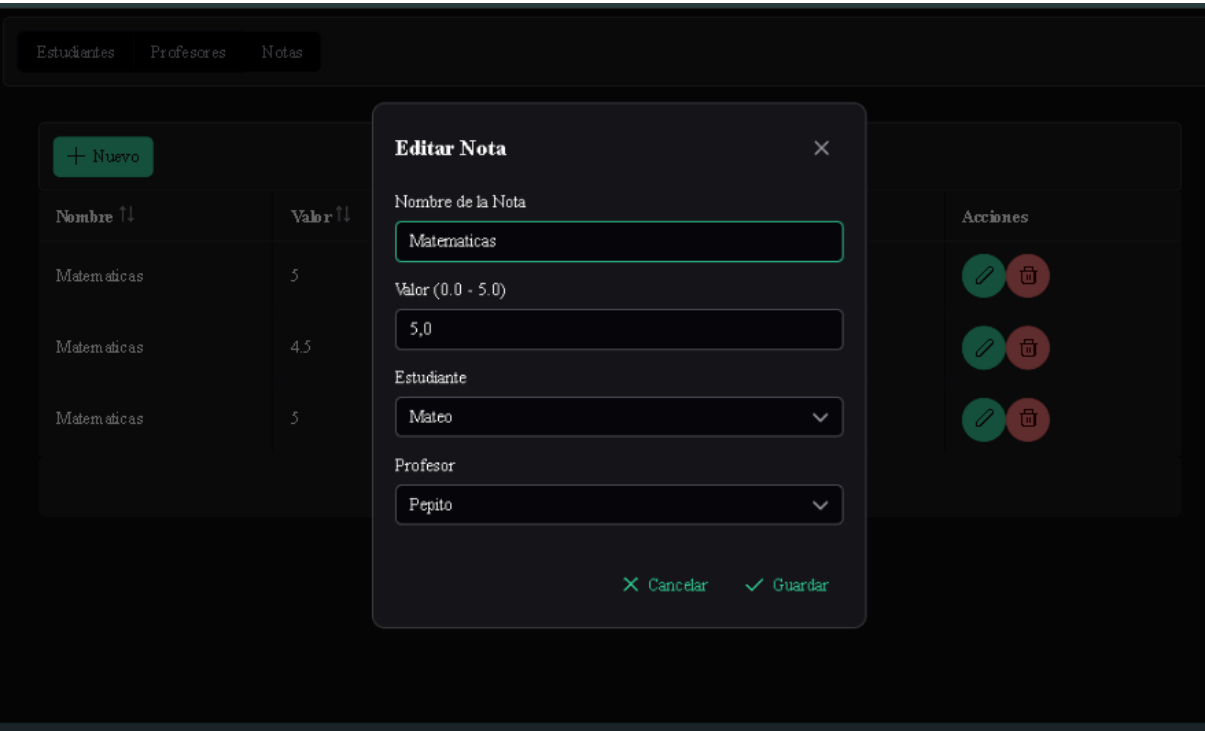 Estudiantes Profesores Notas
+ Nuevo
Nombre Valor Acciones
Matematicas 5
Matematicas 4.5
Matematicas 5
Editar Nota
Nombre de la Nota
Matematicas
Valor (0.0 - 5.0)
5,0
Estudiante
Mateo
Profesor
Pepito
Cancelar Guardar